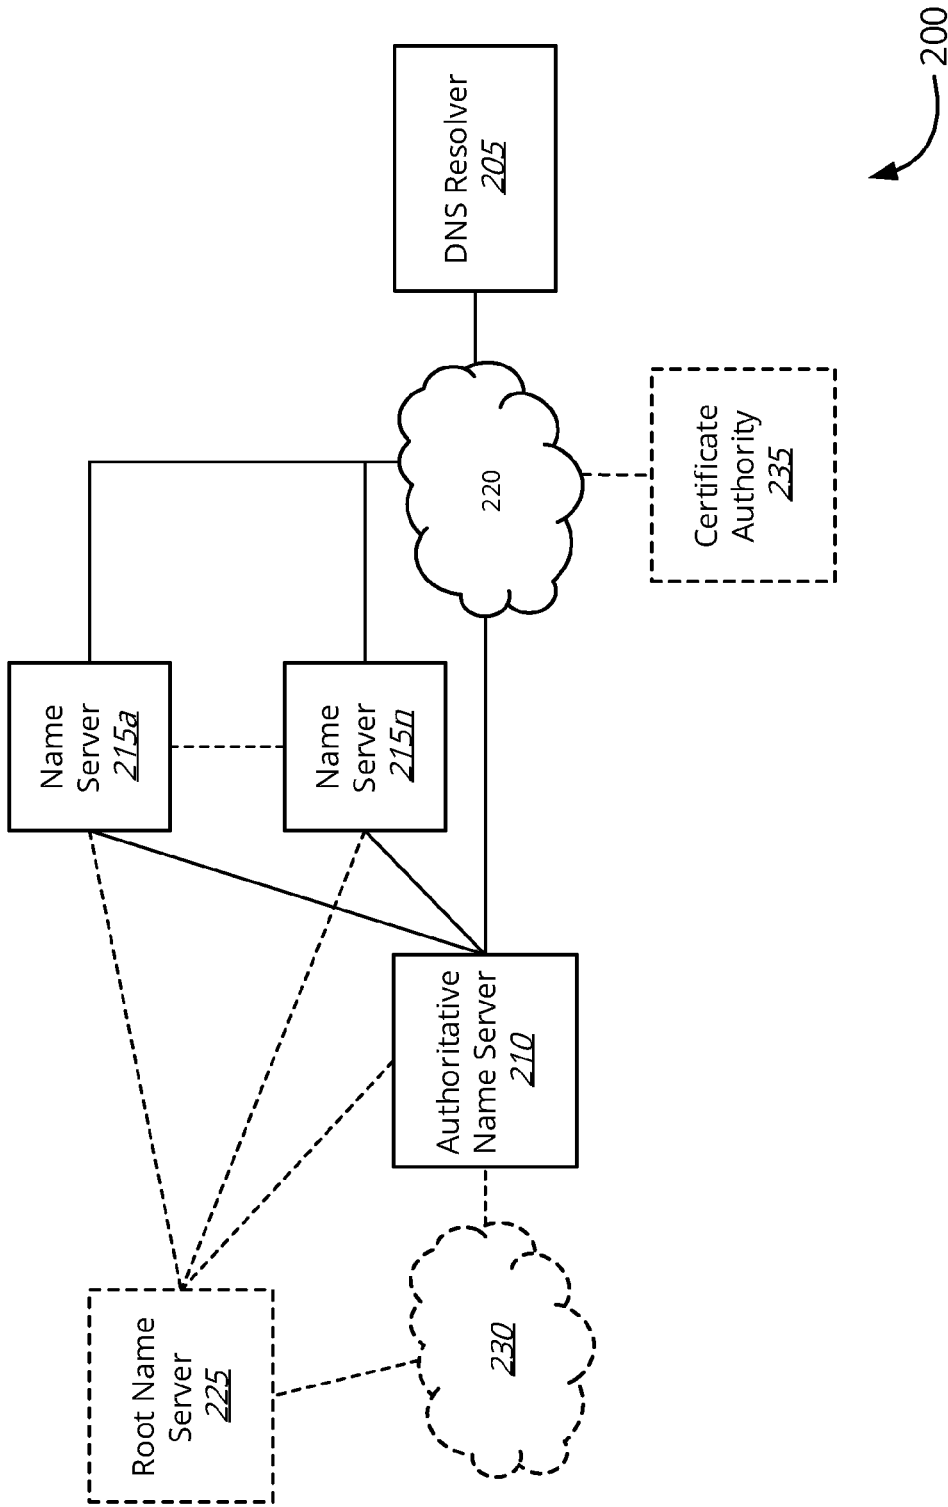 Root Name
Server
225
Name
Server
215a
Name
Server
215n
Authoritative
Name Server
210
230
220
DNS Resolver
205
Certificate
Authority
235
200